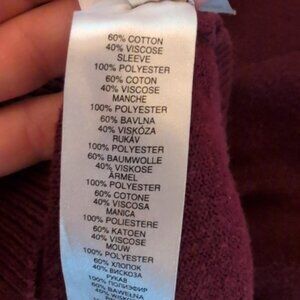 60% COTTON
40% VISCOSE
SLEEVE
100% POLYESTER
60% COTON
40% VISCOSE
MANCHE
100% POLYESTER
60% BAVLNA
40% VISKÓZA
RUKÁV
100% POLYESTER
60% BAUMWOLLE
40% VISKOSE
ÄRMEL
100% POLYESTER
60% COTONE
40% VISCOSA
MANICA
100% POLIESTERE
60% KATOEN
40% VISCOSE
MOUW
100% POLYESTER
60% ХЛОПОК
40% ВИСКОЗА
РУКАВ
100% ПОЛИЭФИР
60% BAWEŁNA